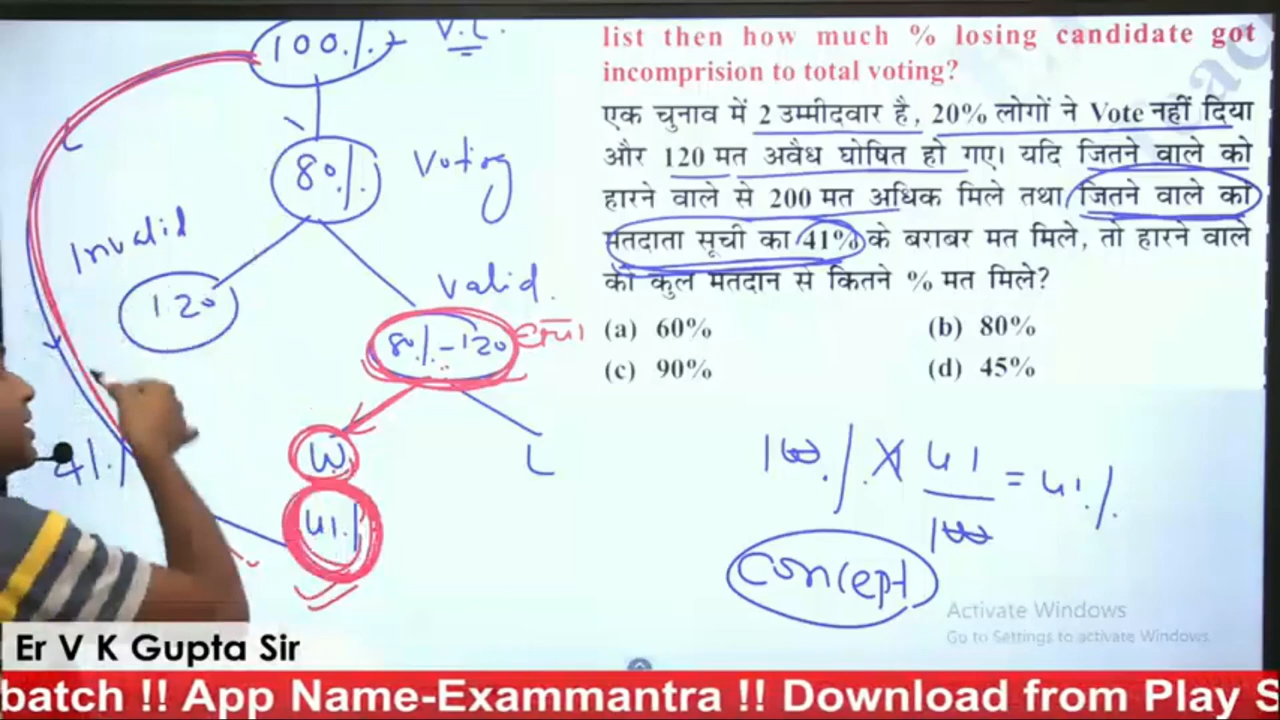 list then how much % losing candidate got
incomprision to total voting?
एक चुनाव में 2 उम्मीदवार है, 20% लोगों ने Vote नहीं दिया
और 120 मत अवैध घोषित हो गए। यदि जितने वाले को
हारने वाले से 200 मत अधिक मिले तथा जितने वाले को
मतदाता सूची का 41% के बराबर मत मिले, तो हारने वाले
को कुल मतदान से कितने % मत मिले?
(a) 60%
(b) 80%
(c) 90%
(d) 45%
100%
V.L.
80%
Voting
Invalid
120
Valid.
80%-120
W
L
41%
41%
100% × 41/100 = 41%
Concept
Activate Windows
Go to Settings to activate Windows.
Er V K Gupta Sir
batch !! App Name-Exammantra !! Download from Play S